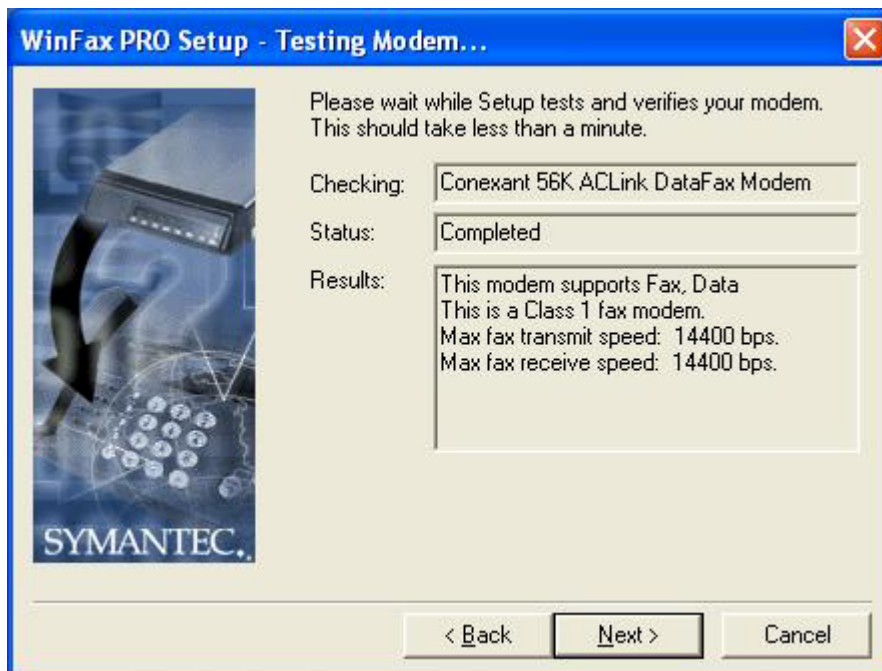 WinFax PRO Setup - Testing Modem...
Please wait while Setup tests and verifies your modem.
This should take less than a minute.
Checking: Conexant 56K ACLink DataFax Modem
Status: Completed
Results: This modem supports Fax, Data
This is a Class 1 fax modem.
Max fax transmit speed:  14400 bps.
Max fax receive speed:  14400 bps.
SYMANTEC.
< Back
Next >
Cancel